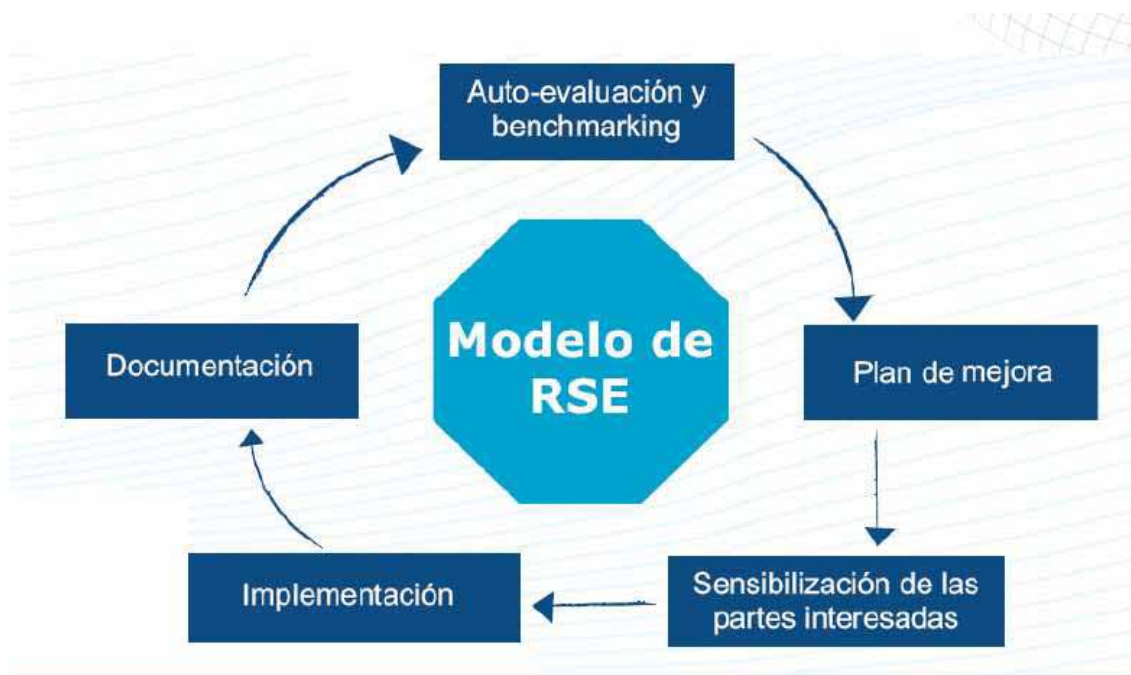 Auto-evaluación y
benchmarking
Modelo de
RSE
Documentación
Plan de mejora
Implementación
Sensibilización de las
partes interesadas